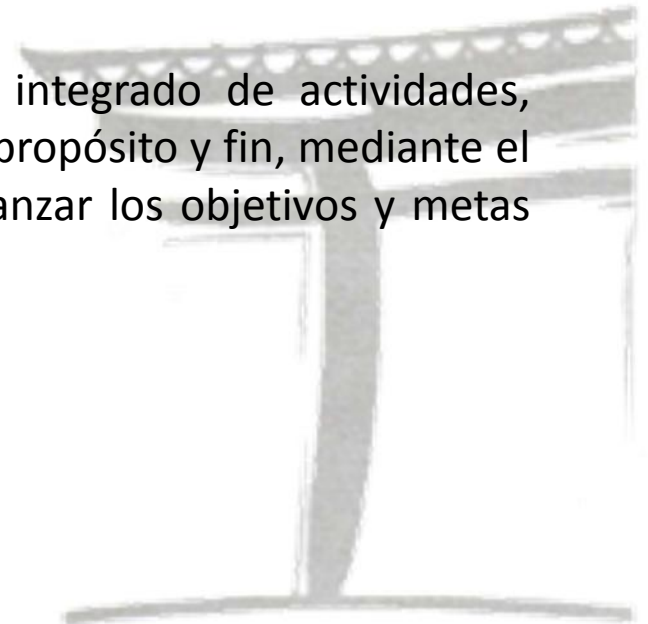 integrado de actividades,
propósito y fin, mediante el
anzar los objetivos y metas